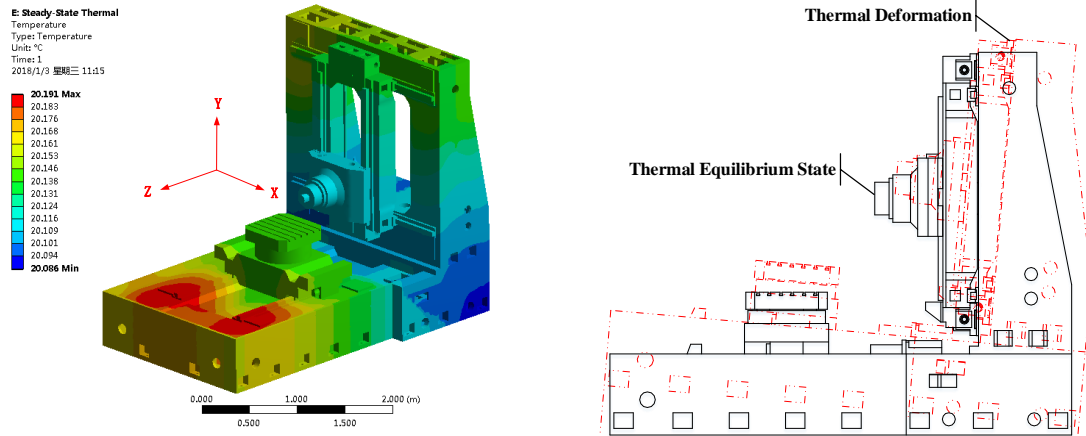 E: Steady-State Thermal
Temperature
Type: Temperature
Unit: °C
Time: 1
2018/1/3 星期三 11:15
20.191 Max
20.183
20.176
20.168
20.161
20.153
20.146
20.138
20.131
20.124
20.116
20.109
20.101
20.094
20.086 Min
Y
Z
X
0.000
1.000
2.000 (m)
0.500
1.500
Thermal Deformation
Thermal Equilibrium State